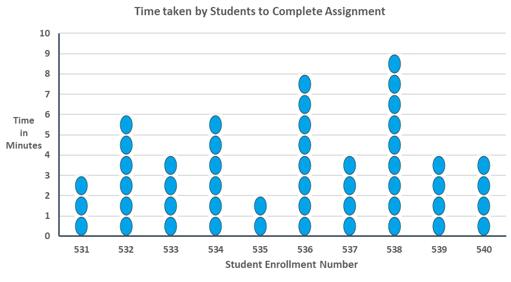 Time taken by Students to Complete Assignment
10
9
8
7
6
5
4
3
2
1
0
Time
in
Minutes
531 532 533 534 535 536 537 538 539 540
Student Enrollment Number